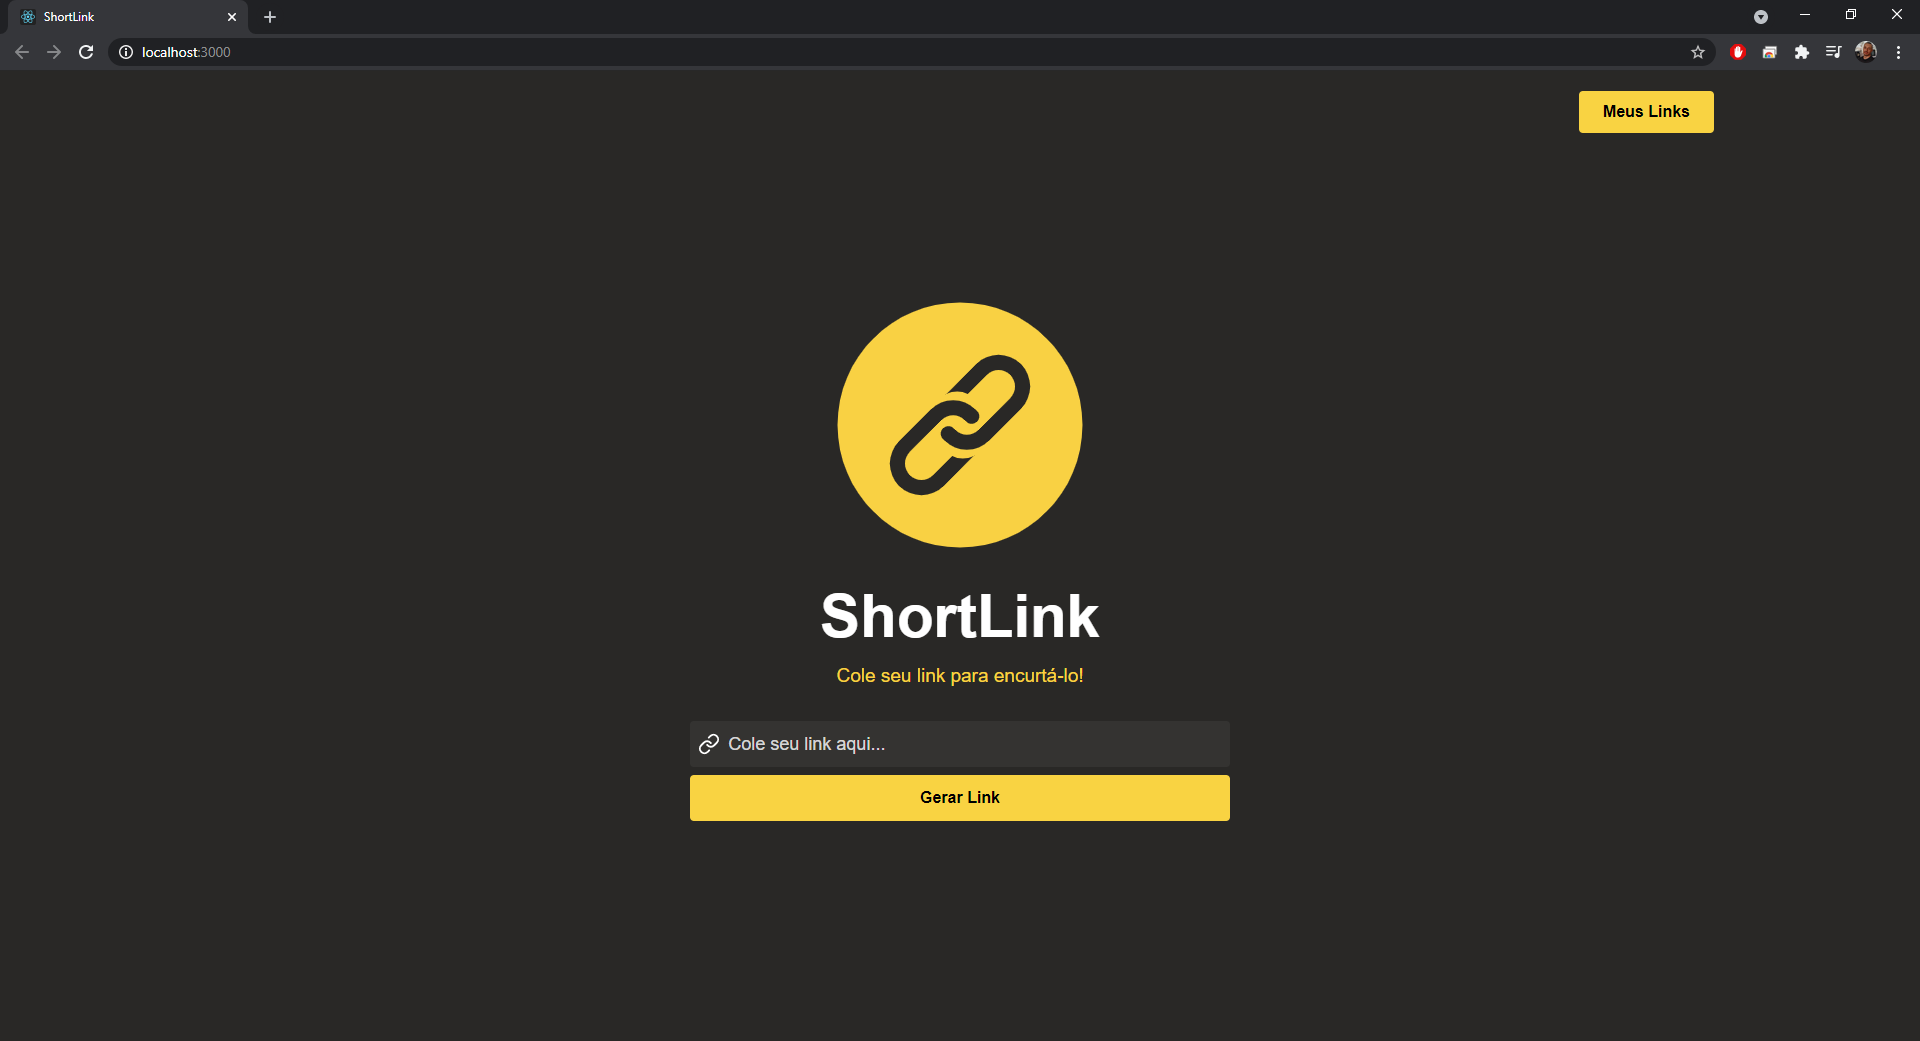 ShortLink
localhost:3000
Meus Links
ShortLink
Cole seu link para encurtá-lo!
Cole seu link aqui...
Gerar Link